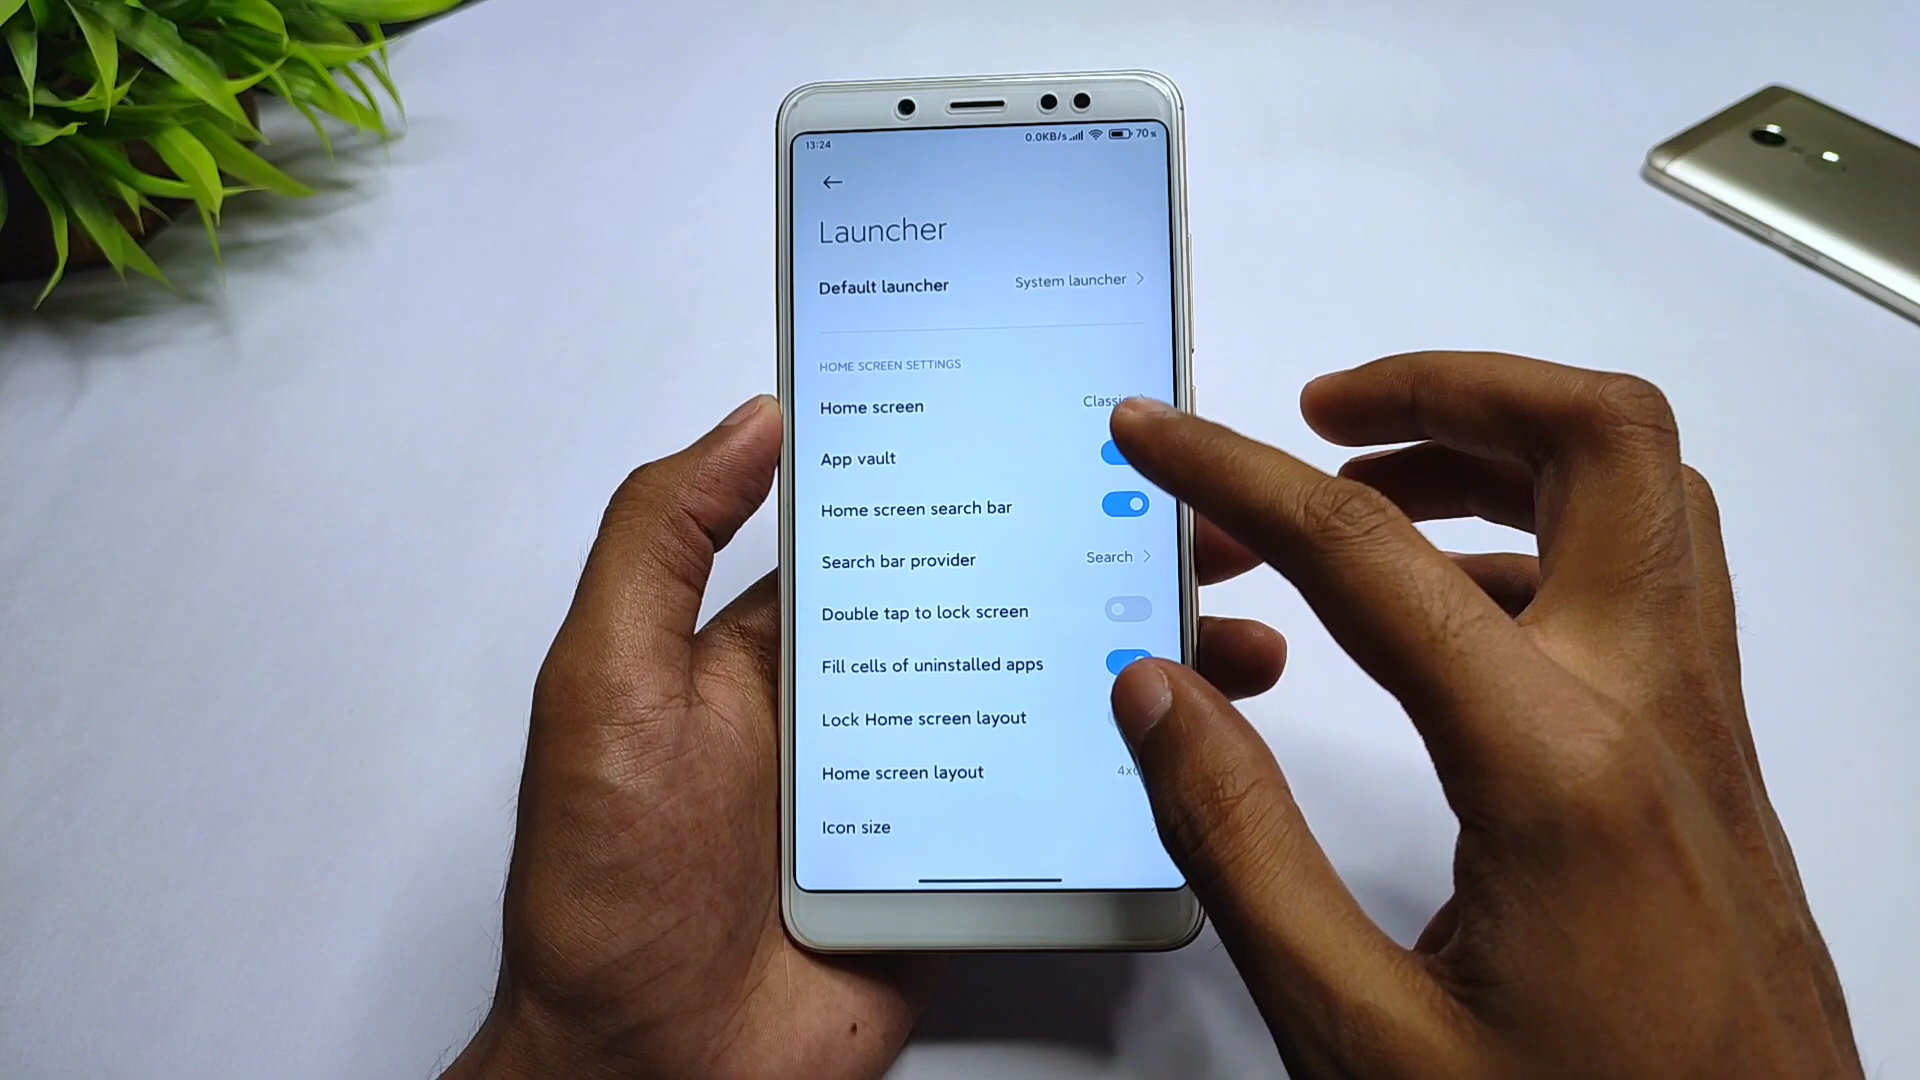 13:24 0.0KB/s 70%
Launcher
Default launcher System launcher
HOME SCREEN SETTINGS
Home screen
App vault
Home screen search bar
Search bar provider Search
Double tap to lock screen
Fill cells of uninstalled apps
Lock Home screen layout
Home screen layout
Icon size